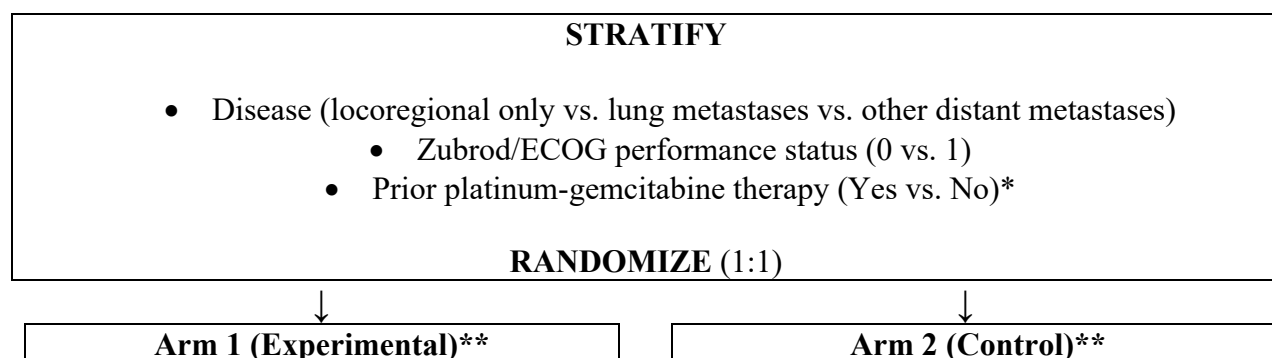 STRATIFY
• Disease (locoregional only vs. lung metastases vs. other distant metastases)
• Zubrod/ECOG performance status (0 vs. 1)
• Prior platinum-gemcitabine therapy (Yes vs. No)*
RANDOMIZE (1:1)
↓ ↓
Arm 1 (Experimental)** Arm 2 (Control)**